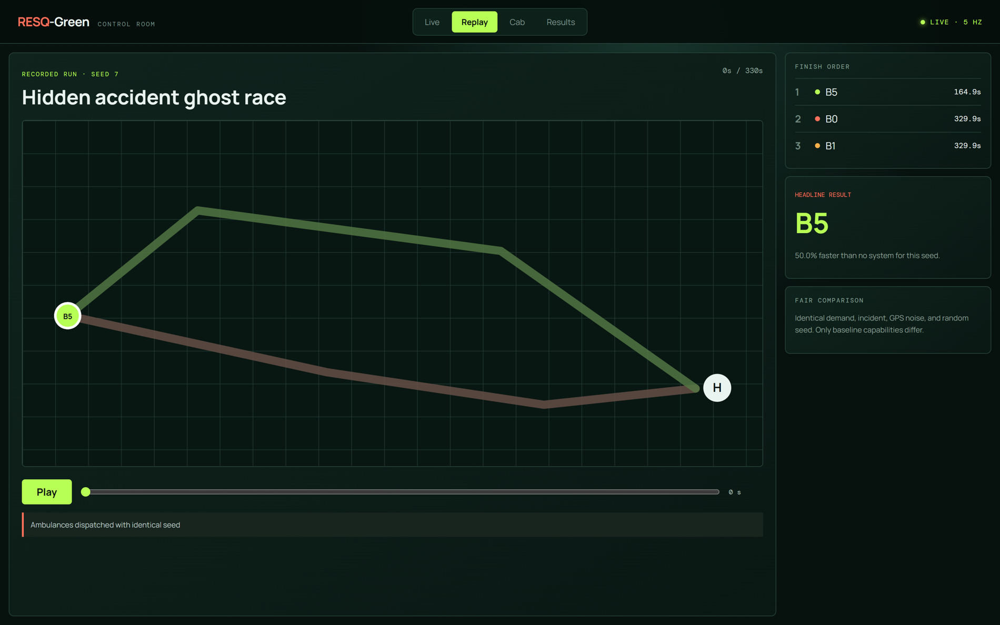 RESQ-Green CONTROL ROOM
Live
Replay
Cab
Results
LIVE · 5 HZ
RECORDED RUN · SEED 7
0s / 330s
Hidden accident ghost race
B5
H
Play
0 s
Ambulances dispatched with identical seed
FINISH ORDER
1 B5 164.9s
2 B0 329.9s
3 B1 329.9s
HEADLINE RESULT
B5
50.0% faster than no system for this seed.
FAIR COMPARISON
Identical demand, incident, GPS noise, and random
seed. Only baseline capabilities differ.